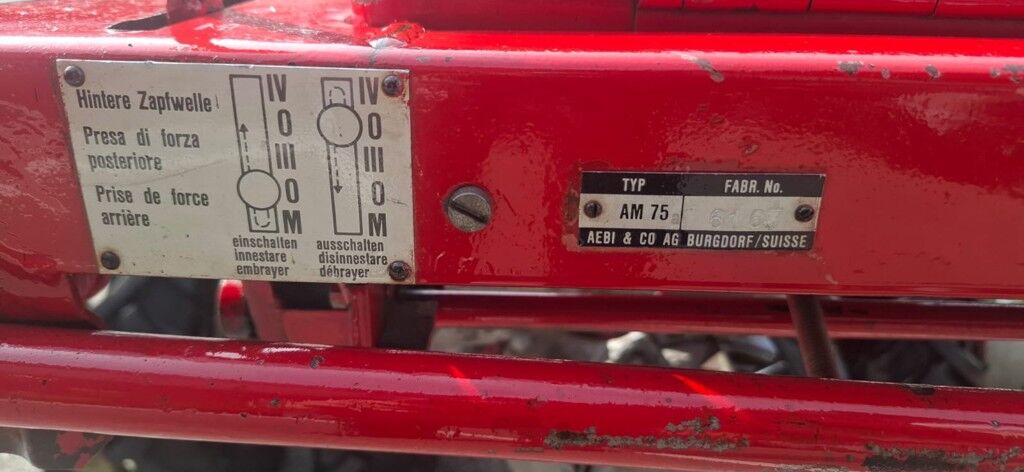 Hintere Zapfwelle
Presa di forza
posteriore
Prise de force
arrière
IV
O
III
O
M
einschalten
innestare
embrayer
IV
O
III
O
M
ausschalten
disinnestare
débrayer
TYP
FABR. No.
AM 75
AEBI & CO AG BURGDORF/SUISSE